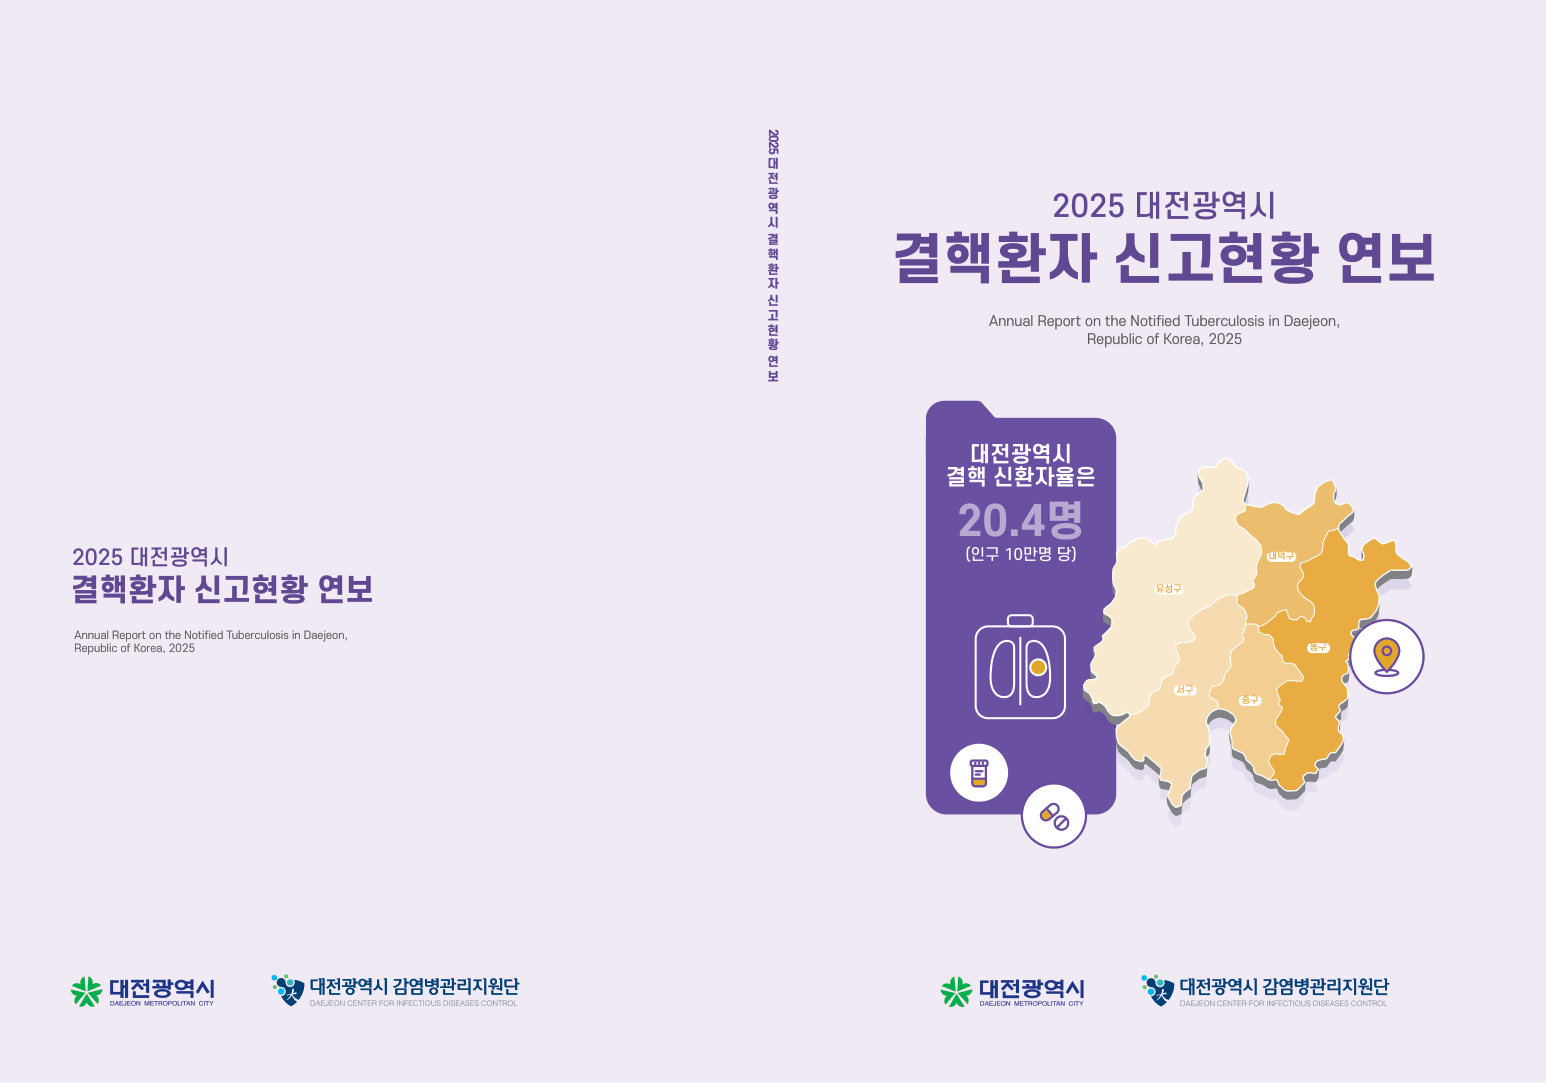 2025 대전광역시
결핵환자 신고현황 연보
Annual Report on the Notified Tuberculosis in Daejeon,
Republic of Korea, 2025
대전광역시
DAEJEON METROPOLITAN CITY
대전광역시 감염병관리지원단
DAEJEON CENTER FOR INFECTIOUS DISEASES CONTROL
2025 대전광역시 결핵환자 신고현황 연보
2025 대전광역시
결핵환자 신고현황 연보
Annual Report on the Notified Tuberculosis in Daejeon,
Republic of Korea, 2025
대전광역시
결핵 신환자율은
20.4명
(인구 10만명 당)
대덕구
유성구
동구
서구
중구
대전광역시
DAEJEON METROPOLITAN CITY
대전광역시 감염병관리지원단
DAEJEON CENTER FOR INFECTIOUS DISEASES CONTROL